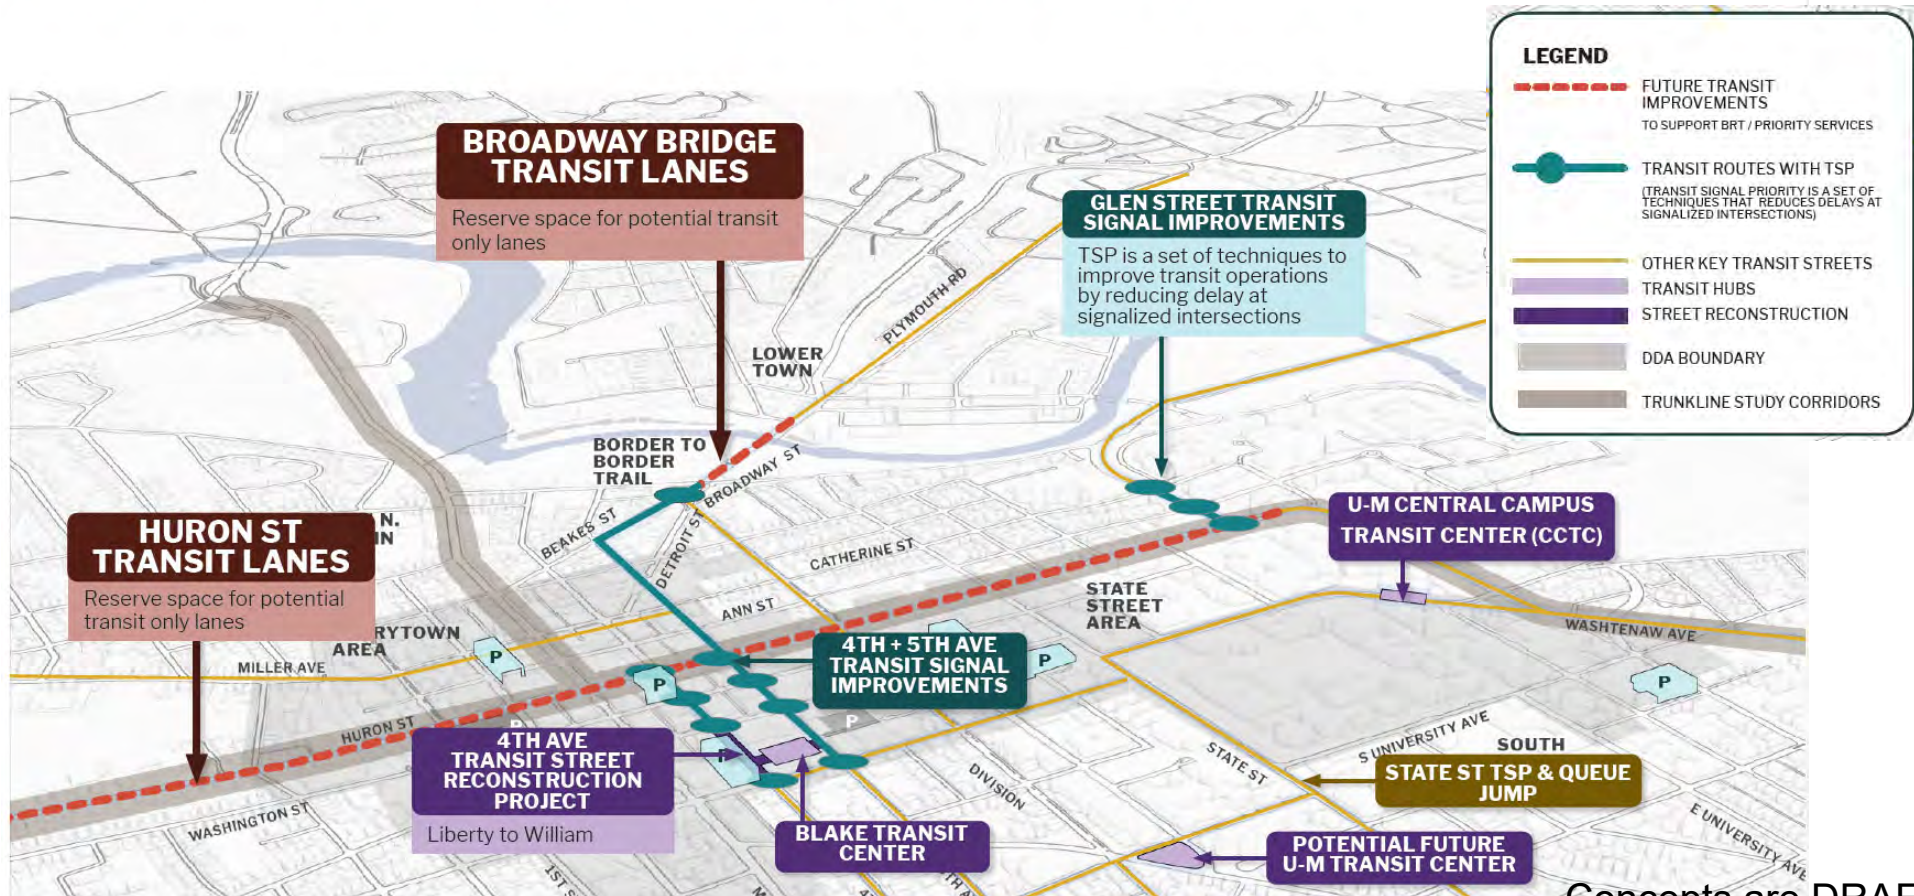 LEGEND
FUTURE TRANSIT
IMPROVEMENTS
TO SUPPORT BRT / PRIORITY SERVICES
TRANSIT ROUTES WITH TSP
(TRANSIT SIGNAL PRIORITY IS A SET OF
TECHNIQUES THAT REDUCES DELAYS AT
SIGNALIZED INTERSECTIONS)
OTHER KEY TRANSIT STREETS
TRANSIT HUBS
STREET RECONSTRUCTION
DDA BOUNDARY
TRUNKLINE STUDY CORRIDORS
BROADWAY BRIDGE
TRANSIT LANES
Reserve space for potential transit
only lanes
GLEN STREET TRANSIT
SIGNAL IMPROVEMENTS
TSP is a set of techniques to
improve transit operations
by reducing delay at
signalized intersections
PLYMOUTH RD
LOWER
TOWN
BORDER TO
BORDER
TRAIL
BROADWAY ST
BEAKES ST
DETROIT ST
CATHERINE ST
ANN ST
N.
IN
HURON ST
TRANSIT LANES
Reserve space for potential
transit only lanes
RYTOWN
AREA
MILLER AVE
P
HURON ST
WASHINGTON ST
P
P
4TH + 5TH AVE
TRANSIT SIGNAL
IMPROVEMENTS
P
P
STATE
STREET
AREA
U-M CENTRAL CAMPUS
TRANSIT CENTER (CCTC)
WASHTENAW AVE
P
4TH AVE
TRANSIT STREET
RECONSTRUCTION
PROJECT
Liberty to William
BLAKE TRANSIT
CENTER
DIVISION
STATE ST
S UNIVERSITY AVE
SOUTH
STATE ST TSP & QUEUE
JUMP
E UNIVERSITY AVE
POTENTIAL FUTURE
U-M TRANSIT CENTER
1ST S
Concepts are DRAF